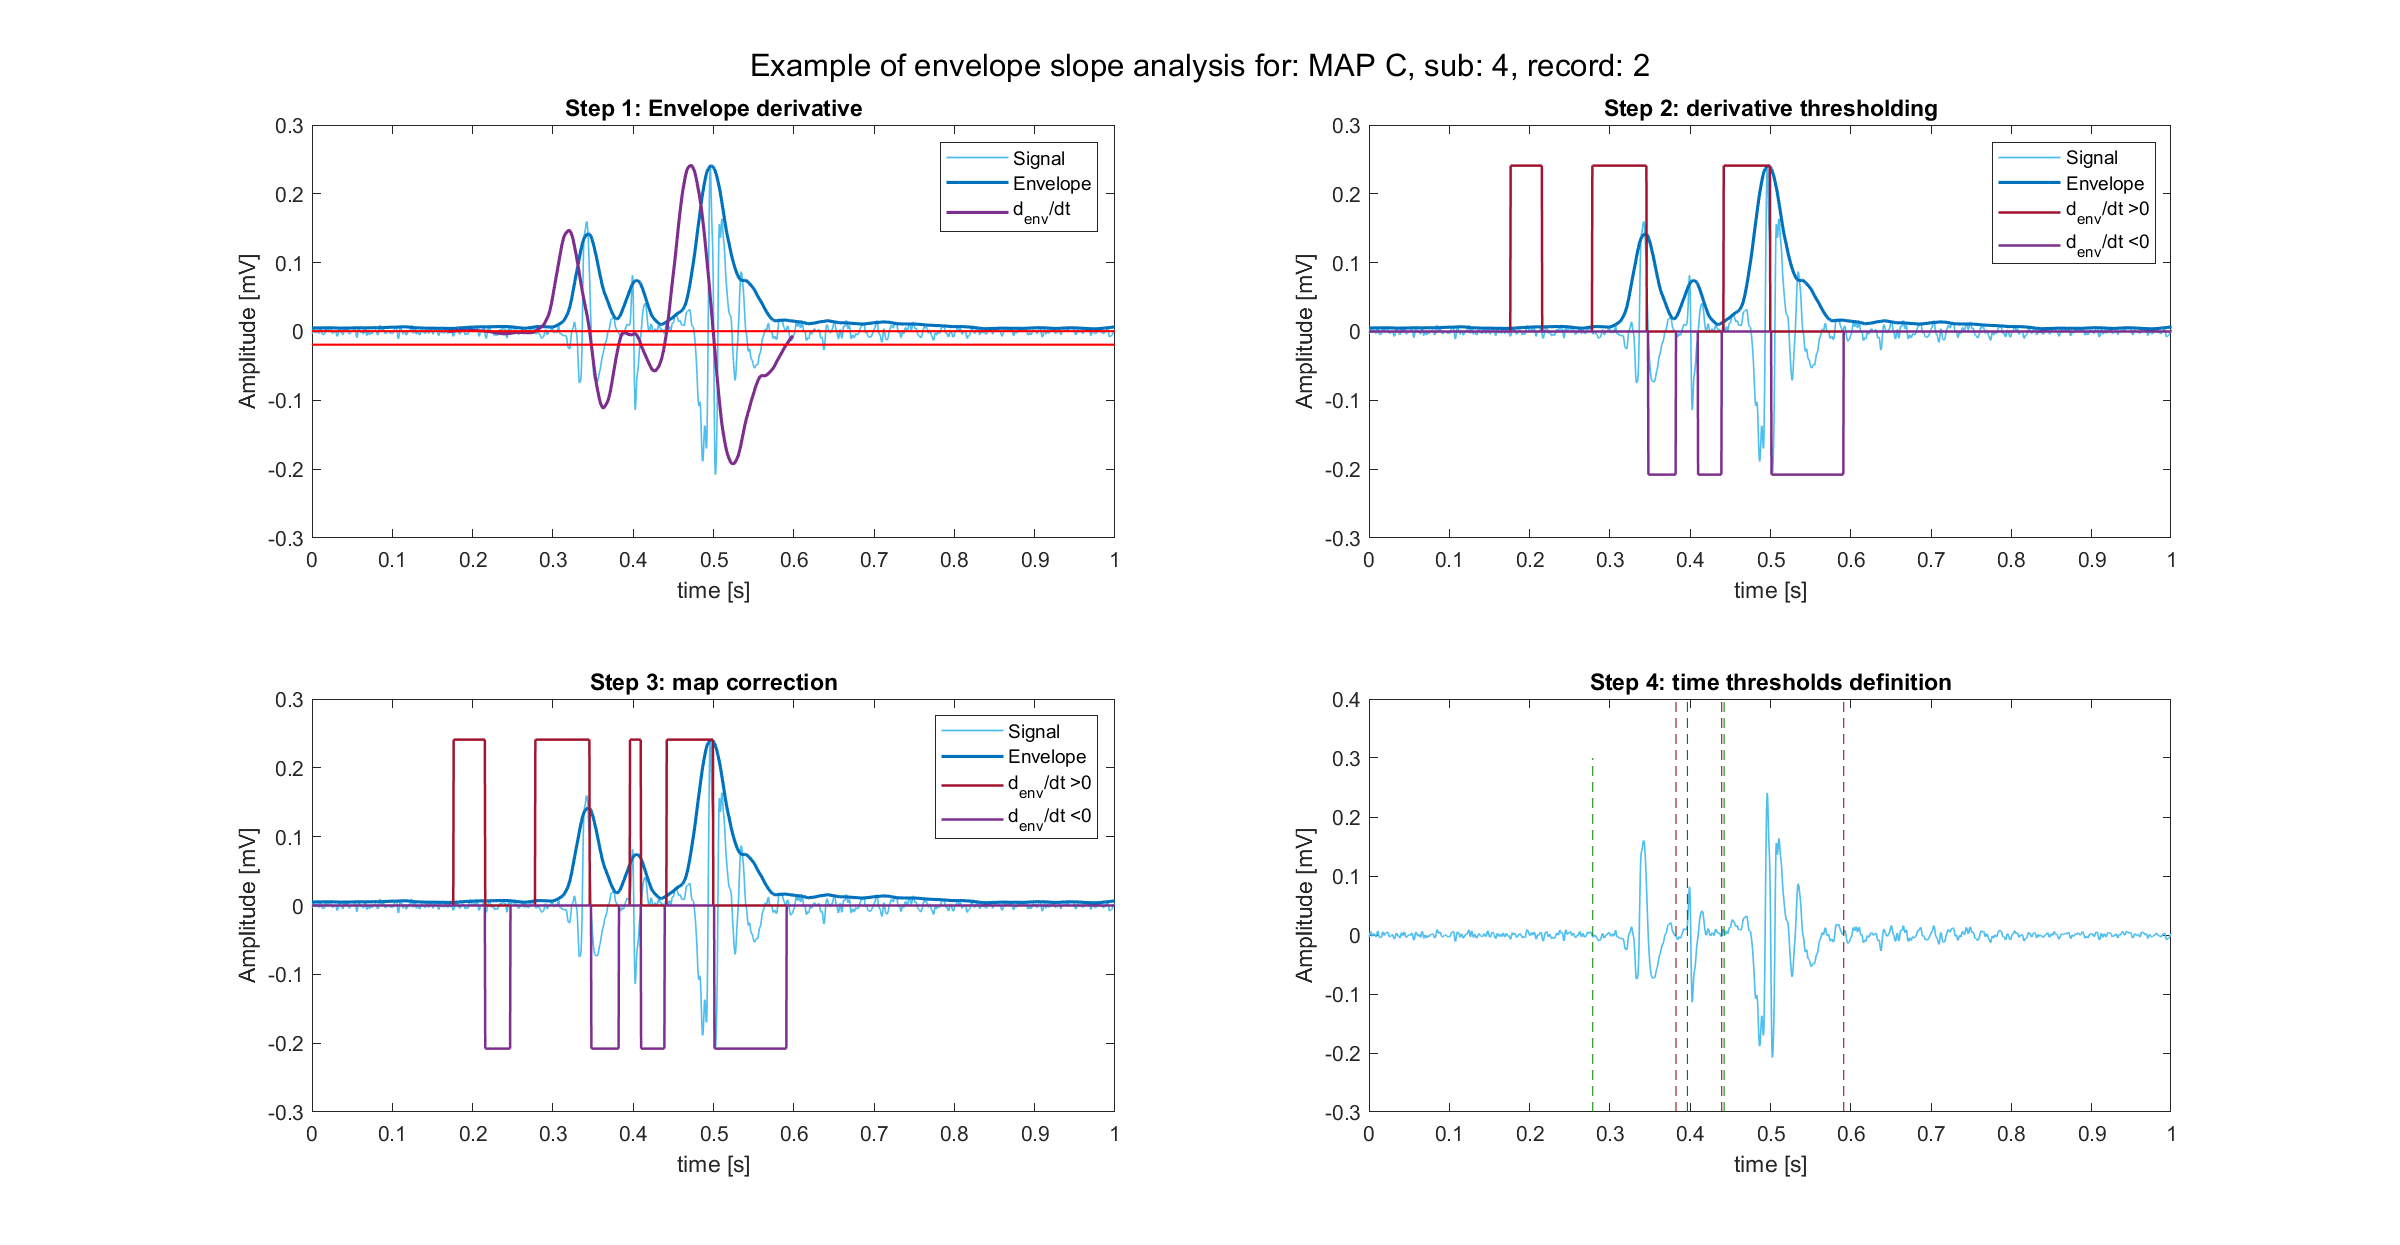 Example of envelope slope analysis for: MAP C, sub: 4, record: 2
Step 1: Envelope derivative
0.3
0.2
0.1
0
-0.1
-0.2
-0.3
Amplitude [mV]
Signal
Envelope
d_env/dt
0 0.1 0.2 0.3 0.4 0.5 0.6 0.7 0.8 0.9 1
time [s]
Step 2: derivative thresholding
0.3
0.2
0.1
0
-0.1
-0.2
-0.3
Amplitude [mV]
Signal
Envelope
d_env/dt >0
d_env/dt <0
0 0.1 0.2 0.3 0.4 0.5 0.6 0.7 0.8 0.9 1
time [s]
Step 3: map correction
0.3
0.2
0.1
0
-0.1
-0.2
-0.3
Amplitude [mV]
Signal
Envelope
d_env/dt >0
d_env/dt <0
0 0.1 0.2 0.3 0.4 0.5 0.6 0.7 0.8 0.9 1
time [s]
Step 4: time thresholds definition
0.4
0.3
0.2
0.1
0
-0.1
-0.2
-0.3
Amplitude [mV]
0 0.1 0.2 0.3 0.4 0.5 0.6 0.7 0.8 0.9 1
time [s]